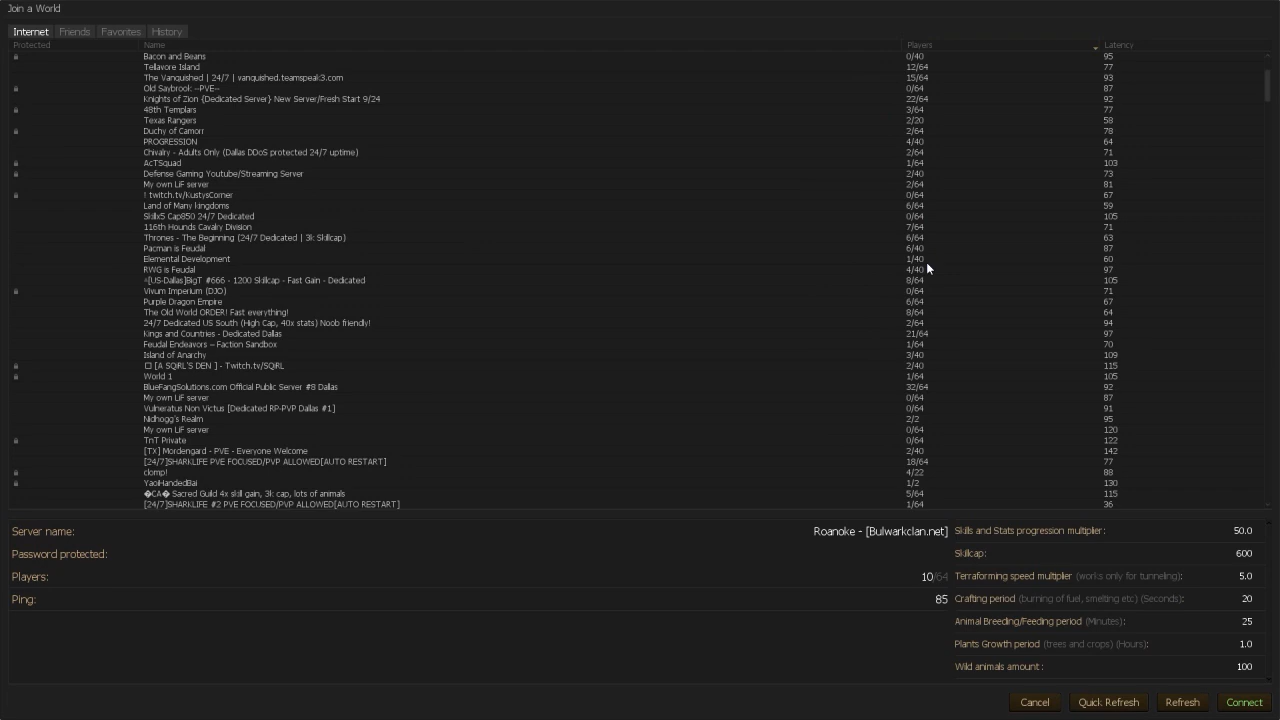 Join a World
Internet Friends Favorites History
Protected Name Players Latency
Bacon and Beans 0/40 95
Tellavore Island 12/64 77
The Vanquished | 24/7 | vanquished.teamspeak3.com 15/64 93
Old Saybrook --PVE-- 0/64 87
Knights of Zion {Dedicated Server} New Server/Fresh Start 9/24 22/64 92
48th Templars 3/64 77
Texas Rangers 2/20 58
Duchy of Camorr 2/64 78
PROGRESSION 4/40 64
Chivalry - Adults Only (Dallas DDoS protected 24/7 uptime) 2/64 71
AcTSquad 1/64 103
Defense Gaming Youtube/Streaming Server 2/40 73
My own LiF server 2/64 81
! twitch.tv/KustysCorner 0/64 67
Land of Many kingdoms 6/64 59
Skillx5 Cap850 24/7 Dedicated 0/64 105
116th Hounds Cavalry Division 7/64 71
Thrones - The Beginning (24/7 Dedicated | 3k Skillcap) 6/64 63
Pacman is Feudal 6/40 87
Elemental Development 1/40 60
RWG is Feudal 4/40 97
[US-Dallas]BigT #666 - 1200 Skillcap - Fast Gain - Dedicated 8/64 105
Vivum Imperium (DJO) 0/64 71
Purple Dragon Empire 6/64 67
The Old World ORDER! Fast everything! 8/64 64
24/7 Dedicated US South (High Cap, 40x stats) Noob friendly! 2/64 94
Kings and Countries - Dedicated Dallas 21/64 97
Feudal Endeavors -- Faction Sandbox 1/64 70
Island of Anarchy 3/40 109
[A SQiRL'S DEN ] - Twitch.tv/SQiRL 2/40 115
World 1 1/64 105
BlueFangSolutions.com Official Public Server #8 Dallas 32/64 92
My own LiF server 0/64 87
Vulneratus Non Victus [Dedicated RP-PVP Dallas #1] 0/64 91
Nidhogg's Realm 2/2 95
My own LiF server 0/64 120
TnT Private 0/64 122
[TX] Mordengard - PVE - Everyone Welcome 2/40 142
[24/7]SHARKLIFE PVE FOCUSED/PVP ALLOWED[AUTO RESTART] 18/64 77
clomp! 4/22 88
YaoiHandedBai 1/2 130
�CA� Sacred Guild 4x skill gain, 3k cap, lots of animals 5/64 115
[24/7]SHARKLIFE #2 PVE FOCUSED/PVP ALLOWED[AUTO RESTART] 1/64 36
Server name: Roanoke - [Bulwarkclan.net] Skills and Stats progression multiplier: 50.0
Password protected: Skillcap: 600
Players: 10/64 Terraforming speed multiplier (works only for tunneling): 5.0
Ping: 85 Crafting period (burning of fuel, smelting etc) (Seconds): 20
Animal Breeding/Feeding period (Minutes): 25
Plants Growth period (trees and crops) (Hours): 1.0
Wild animals amount : 100
Cancel Quick Refresh Refresh Connect